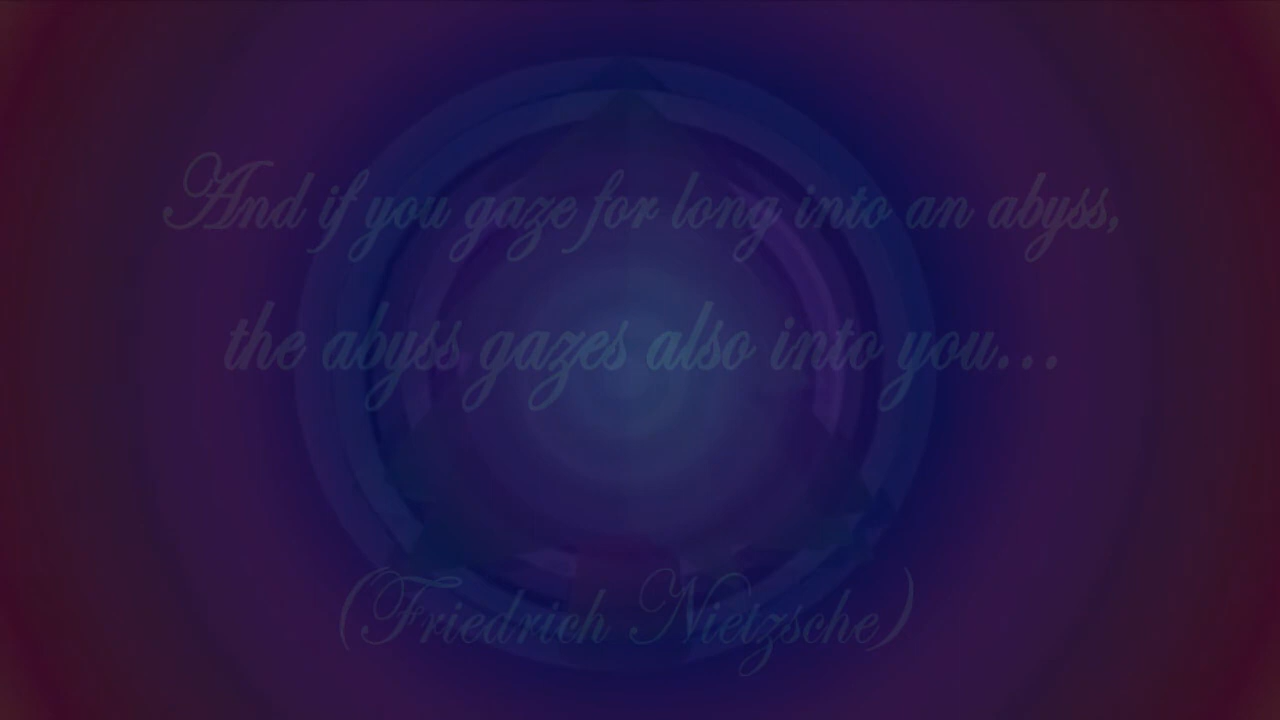 And if you gaze for long into an abyss,
the abyss gazes also into you...
(Friedrich Nietzsche)